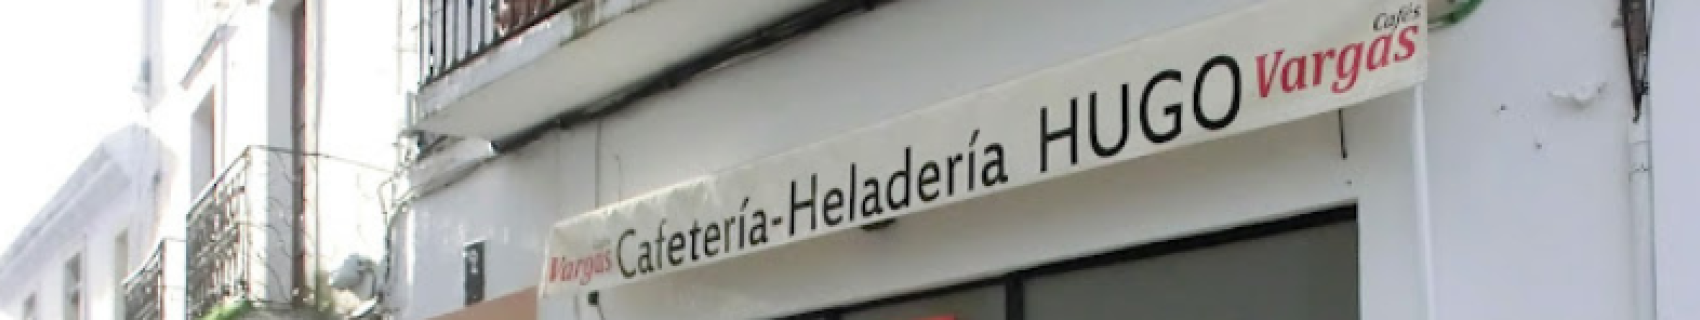 Vargas Cafetería-Heladería HUGO Cafés Vargas